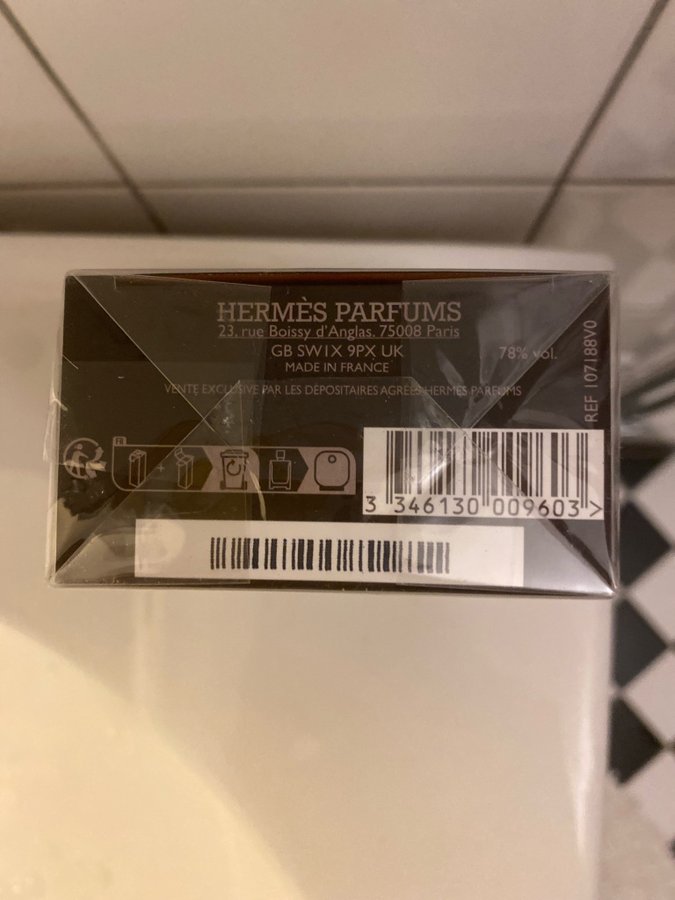 HERMÈS PARFUMS
23, rue Boissy d'Anglas. 75008 Paris
GB SW1X 9PX UK
78% vol.
MADE IN FRANCE
VENTE EXCLUSIVE PAR LES DÉPOSITAIRES AGRÉÉS HERMÈS PARFUMS
REF 107188V0
FR
+
3 346130 009603 >